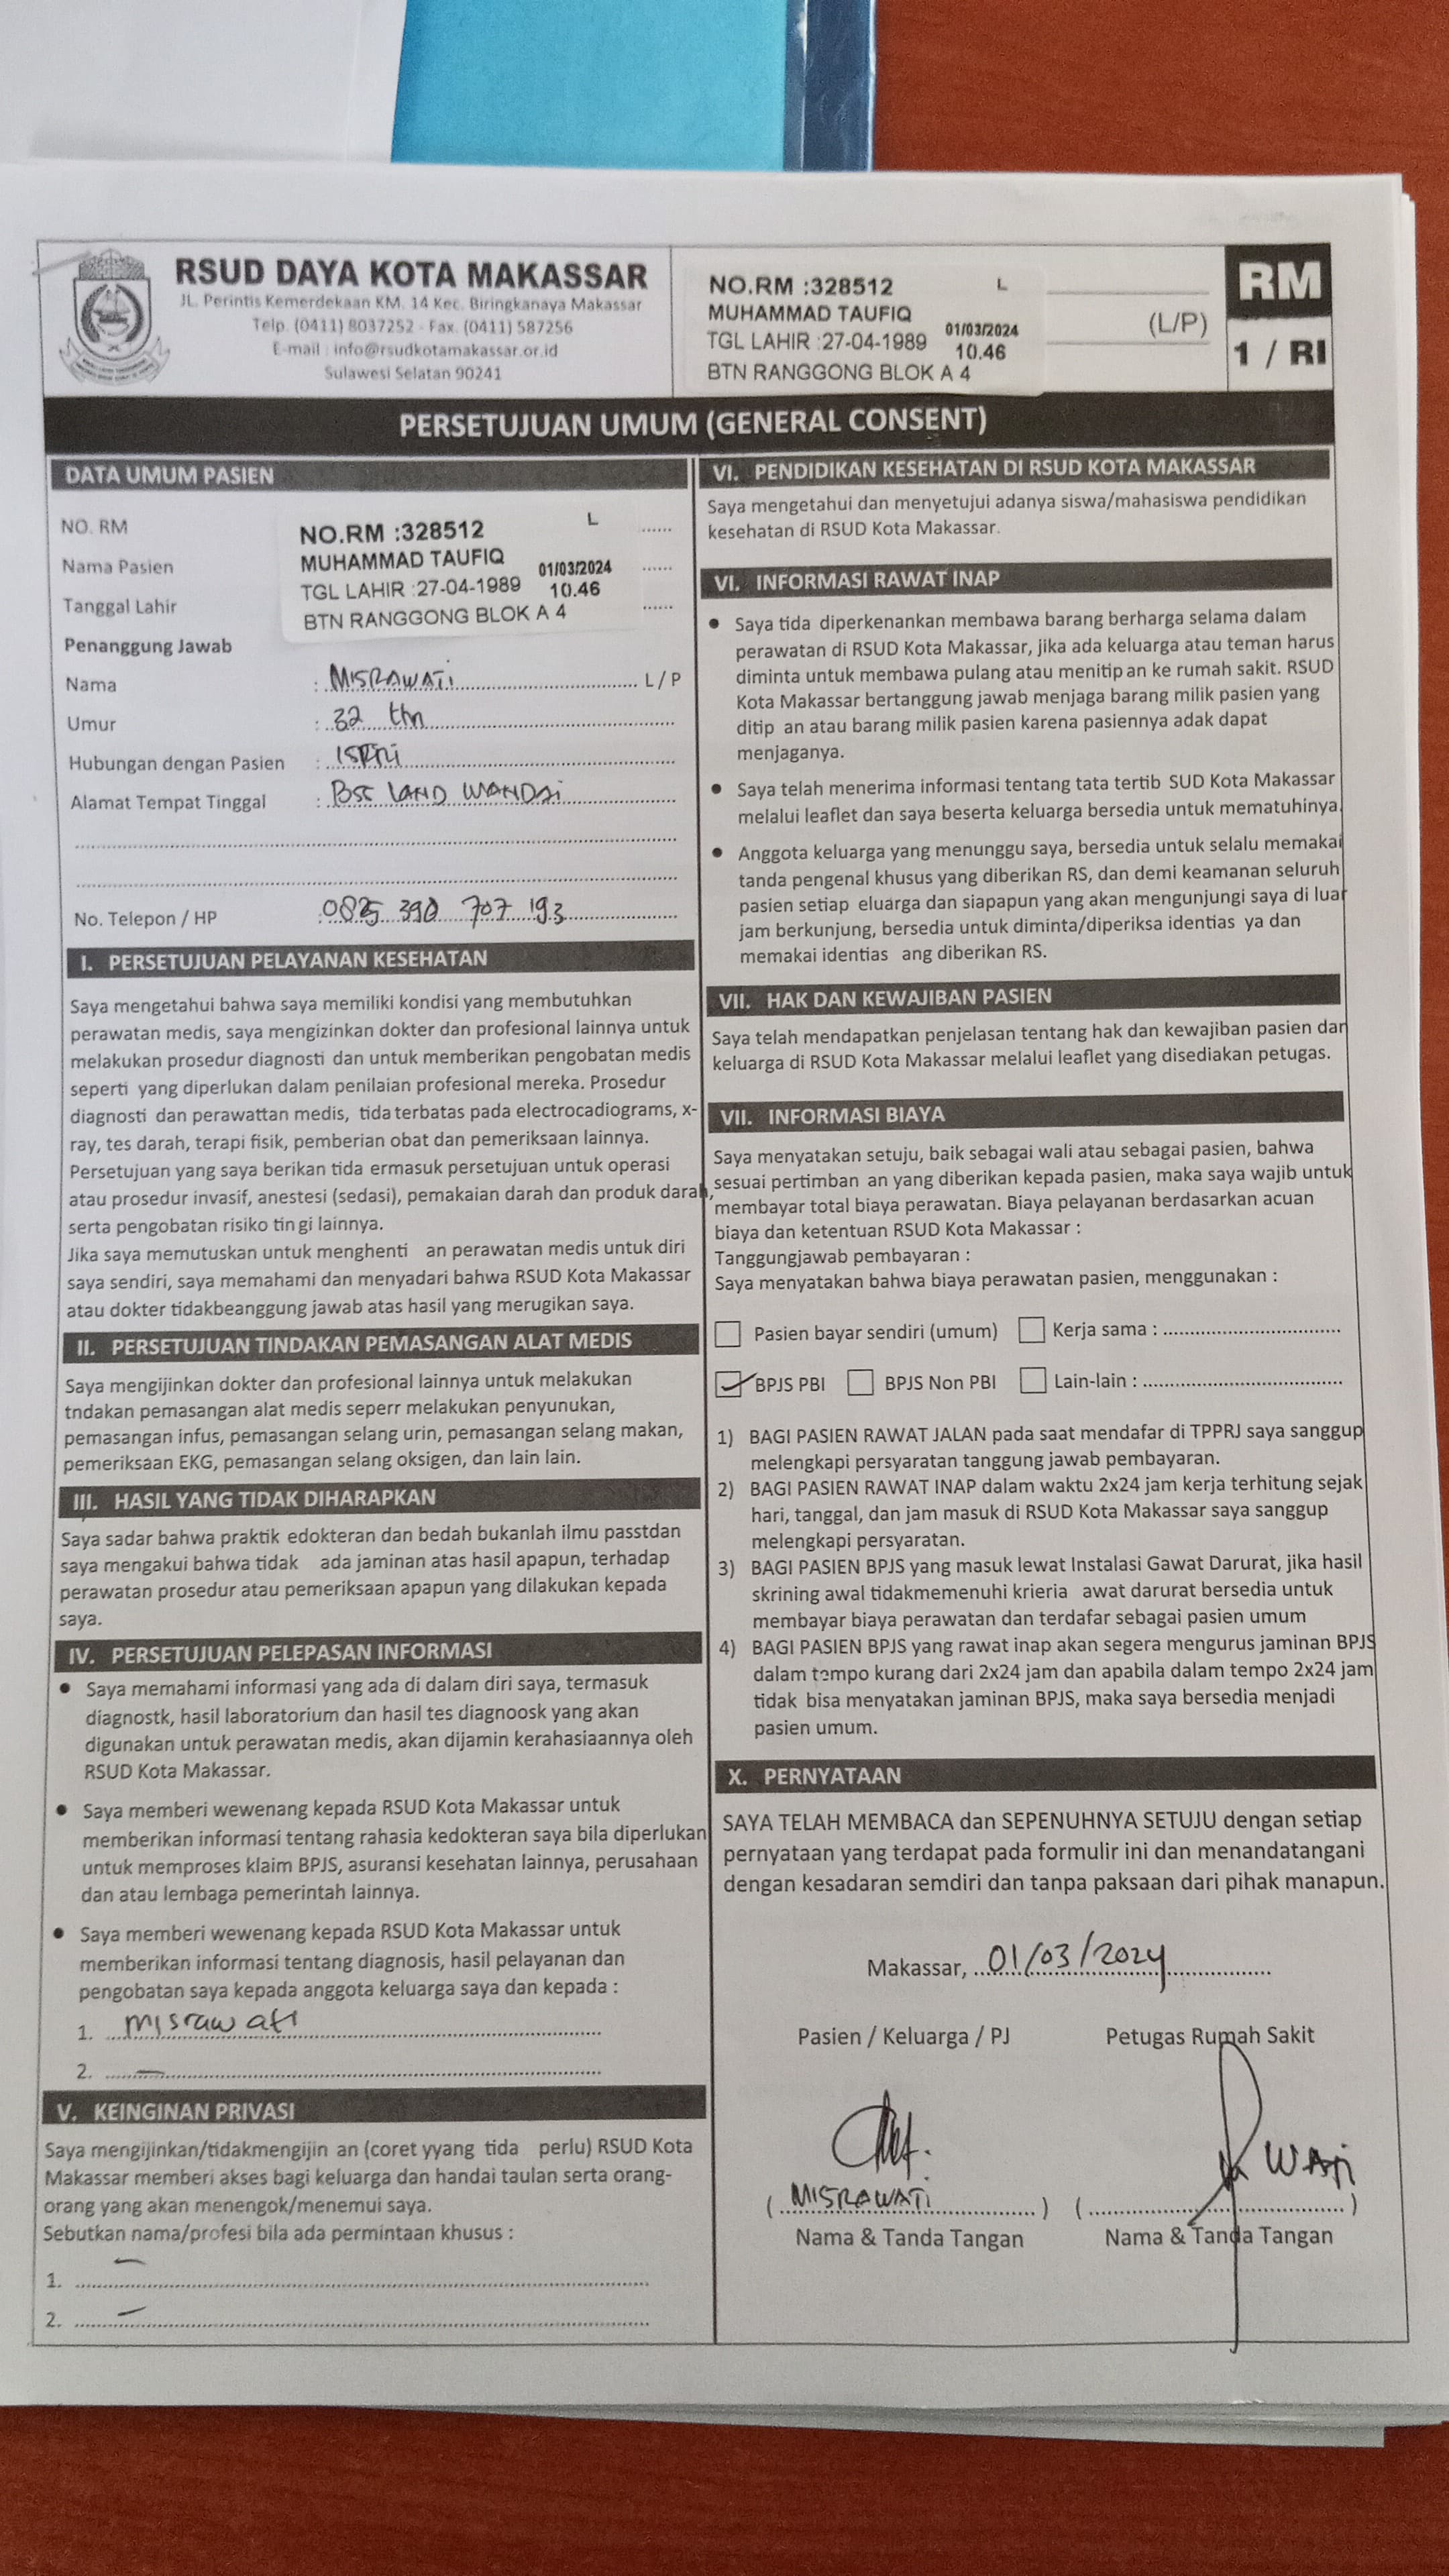 RSUD DAYA KOTA MAKASSAR
JL. Perintis Kemerdekaan KM. 14 Kec. Biringkanaya Makassar
Telp. (0411) 8037252 - Fax. (0411) 587256
E-mail : info@rsudkotamakassar.or.id
Sulawesi Selatan 90241
NO.RM :328512 L
MUHAMMAD TAUFIQ
TGL LAHIR :27-04-1989 01/03/2024 10.46
BTN RANGGONG BLOK A 4
(L/P)
RM
1 / RI
PERSETUJUAN UMUM (GENERAL CONSENT)
DATA UMUM PASIEN
NO. RM
Nama Pasien
Tanggal Lahir
NO.RM :328512 L
MUHAMMAD TAUFIQ
TGL LAHIR :27-04-1989 01/03/2024 10.46
BTN RANGGONG BLOK A 4
Penanggung Jawab
Nama : MISRAWATI L / P
Umur : 32 thn
Hubungan dengan Pasien : ISTRI
Alamat Tempat Tinggal : LAND
No. Telepon / HP : 707 193
I. PERSETUJUAN PELAYANAN KESEHATAN
Saya mengetahui bahwa saya memiliki kondisi yang membutuhkan
perawatan medis, saya mengizinkan dokter dan profesional lainnya untuk
melakukan prosedur diagnosti dan untuk memberikan pengobatan medis
seperti yang diperlukan dalam penilaian profesional mereka. Prosedur
diagnosti dan perawattan medis, tida terbatas pada electrocadiograms, x-
ray, tes darah, terapi fisik, pemberian obat dan pemeriksaan lainnya.
Persetujuan yang saya berikan tida ermasuk persetujuan untuk operasi
atau prosedur invasif, anestesi (sedasi), pemakaian darah dan produk darah,
serta pengobatan risiko tin gi lainnya.
Jika saya memutuskan untuk menghenti an perawatan medis untuk diri
saya sendiri, saya memahami dan menyadari bahwa RSUD Kota Makassar
atau dokter tidakbeanggung jawab atas hasil yang merugikan saya.
II. PERSETUJUAN TINDAKAN PEMASANGAN ALAT MEDIS
Saya mengijinkan dokter dan profesional lainnya untuk melakukan
tndakan pemasangan alat medis seperr melakukan penyunukan,
pemasangan infus, pemasangan selang urin, pemasangan selang makan,
pemeriksaan EKG, pemasangan selang oksigen, dan lain lain.
III. HASIL YANG TIDAK DIHARAPKAN
Saya sadar bahwa praktik edokteran dan bedah bukanlah ilmu passtdan
saya mengakui bahwa tidak ada jaminan atas hasil apapun, terhadap
perawatan prosedur atau pemeriksaan apapun yang dilakukan kepada
saya.
IV. PERSETUJUAN PELEPASAN INFORMASI
• Saya memahami informasi yang ada di dalam diri saya, termasuk
diagnostk, hasil laboratorium dan hasil tes diagnoosk yang akan
digunakan untuk perawatan medis, akan dijamin kerahasiaannya oleh
RSUD Kota Makassar.
• Saya memberi wewenang kepada RSUD Kota Makassar untuk
memberikan informasi tentang rahasia kedokteran saya bila diperlukan
untuk memproses klaim BPJS, asuransi kesehatan lainnya, perusahaan
dan atau lembaga pemerintah lainnya.
• Saya memberi wewenang kepada RSUD Kota Makassar untuk
memberikan informasi tentang diagnosis, hasil pelayanan dan
pengobatan saya kepada anggota keluarga saya dan kepada :
1. misrawati
2. —
V. KEINGINAN PRIVASI
Saya mengijinkan/tidakmengijin an (coret yyang tida perlu) RSUD Kota
Makassar memberi akses bagi keluarga dan handai taulan serta orang-
orang yang akan menengok/menemui saya.
Sebutkan nama/profesi bila ada permintaan khusus :
1. —
2. —
VI. PENDIDIKAN KESEHATAN DI RSUD KOTA MAKASSAR
Saya mengetahui dan menyetujui adanya siswa/mahasiswa pendidikan
kesehatan di RSUD Kota Makassar.
VI. INFORMASI RAWAT INAP
• Saya tida diperkenankan membawa barang berharga selama dalam
perawatan di RSUD Kota Makassar, jika ada keluarga atau teman harus
diminta untuk membawa pulang atau menitip an ke rumah sakit. RSUD
Kota Makassar bertanggung jawab menjaga barang milik pasien yang
ditip an atau barang milik pasien karena pasiennya adak dapat
menjaganya.
• Saya telah menerima informasi tentang tata tertib SUD Kota Makassar
melalui leaflet dan saya beserta keluarga bersedia untuk mematuhinya.
• Anggota keluarga yang menunggu saya, bersedia untuk selalu memakai
tanda pengenal khusus yang diberikan RS, dan demi keamanan seluruh
pasien setiap eluarga dan siapapun yang akan mengunjungi saya di luar
jam berkunjung, bersedia untuk diminta/diperiksa identias ya dan
memakai identias ang diberikan RS.
VII. HAK DAN KEWAJIBAN PASIEN
Saya telah mendapatkan penjelasan tentang hak dan kewajiban pasien dan
keluarga di RSUD Kota Makassar melalui leaflet yang disediakan petugas.
VII. INFORMASI BIAYA
Saya menyatakan setuju, baik sebagai wali atau sebagai pasien, bahwa
sesuai pertimban an yang diberikan kepada pasien, maka saya wajib untuk
membayar total biaya perawatan. Biaya pelayanan berdasarkan acuan
biaya dan ketentuan RSUD Kota Makassar :
Tanggungjawab pembayaran :
Saya menyatakan bahwa biaya perawatan pasien, menggunakan :
Pasien bayar sendiri (umum) Kerja sama :
BPJS PBI BPJS Non PBI Lain-lain :
1) BAGI PASIEN RAWAT JALAN pada saat mendafar di TPPRJ saya sanggup
melengkapi persyaratan tanggung jawab pembayaran.
2) BAGI PASIEN RAWAT INAP dalam waktu 2x24 jam kerja terhitung sejak
hari, tanggal, dan jam masuk di RSUD Kota Makassar saya sanggup
melengkapi persyaratan.
3) BAGI PASIEN BPJS yang masuk lewat Instalasi Gawat Darurat, jika hasil
skrining awal tidakmemenuhi krieria awat darurat bersedia untuk
membayar biaya perawatan dan terdafar sebagai pasien umum
4) BAGI PASIEN BPJS yang rawat inap akan segera mengurus jaminan BPJS
dalam tempo kurang dari 2x24 jam dan apabila dalam tempo 2x24 jam
tidak bisa menyatakan jaminan BPJS, maka saya bersedia menjadi
pasien umum.
X. PERNYATAAN
SAYA TELAH MEMBACA dan SEPENUHNYA SETUJU dengan setiap
pernyataan yang terdapat pada formulir ini dan menandatangani
dengan kesadaran semdiri dan tanpa paksaan dari pihak manapun.
Makassar, 01/03/2024
Pasien / Keluarga / PJ Petugas Rumah Sakit
( MISRAWATI ) ( WATI )
Nama & Tanda Tangan Nama & Tanda Tangan